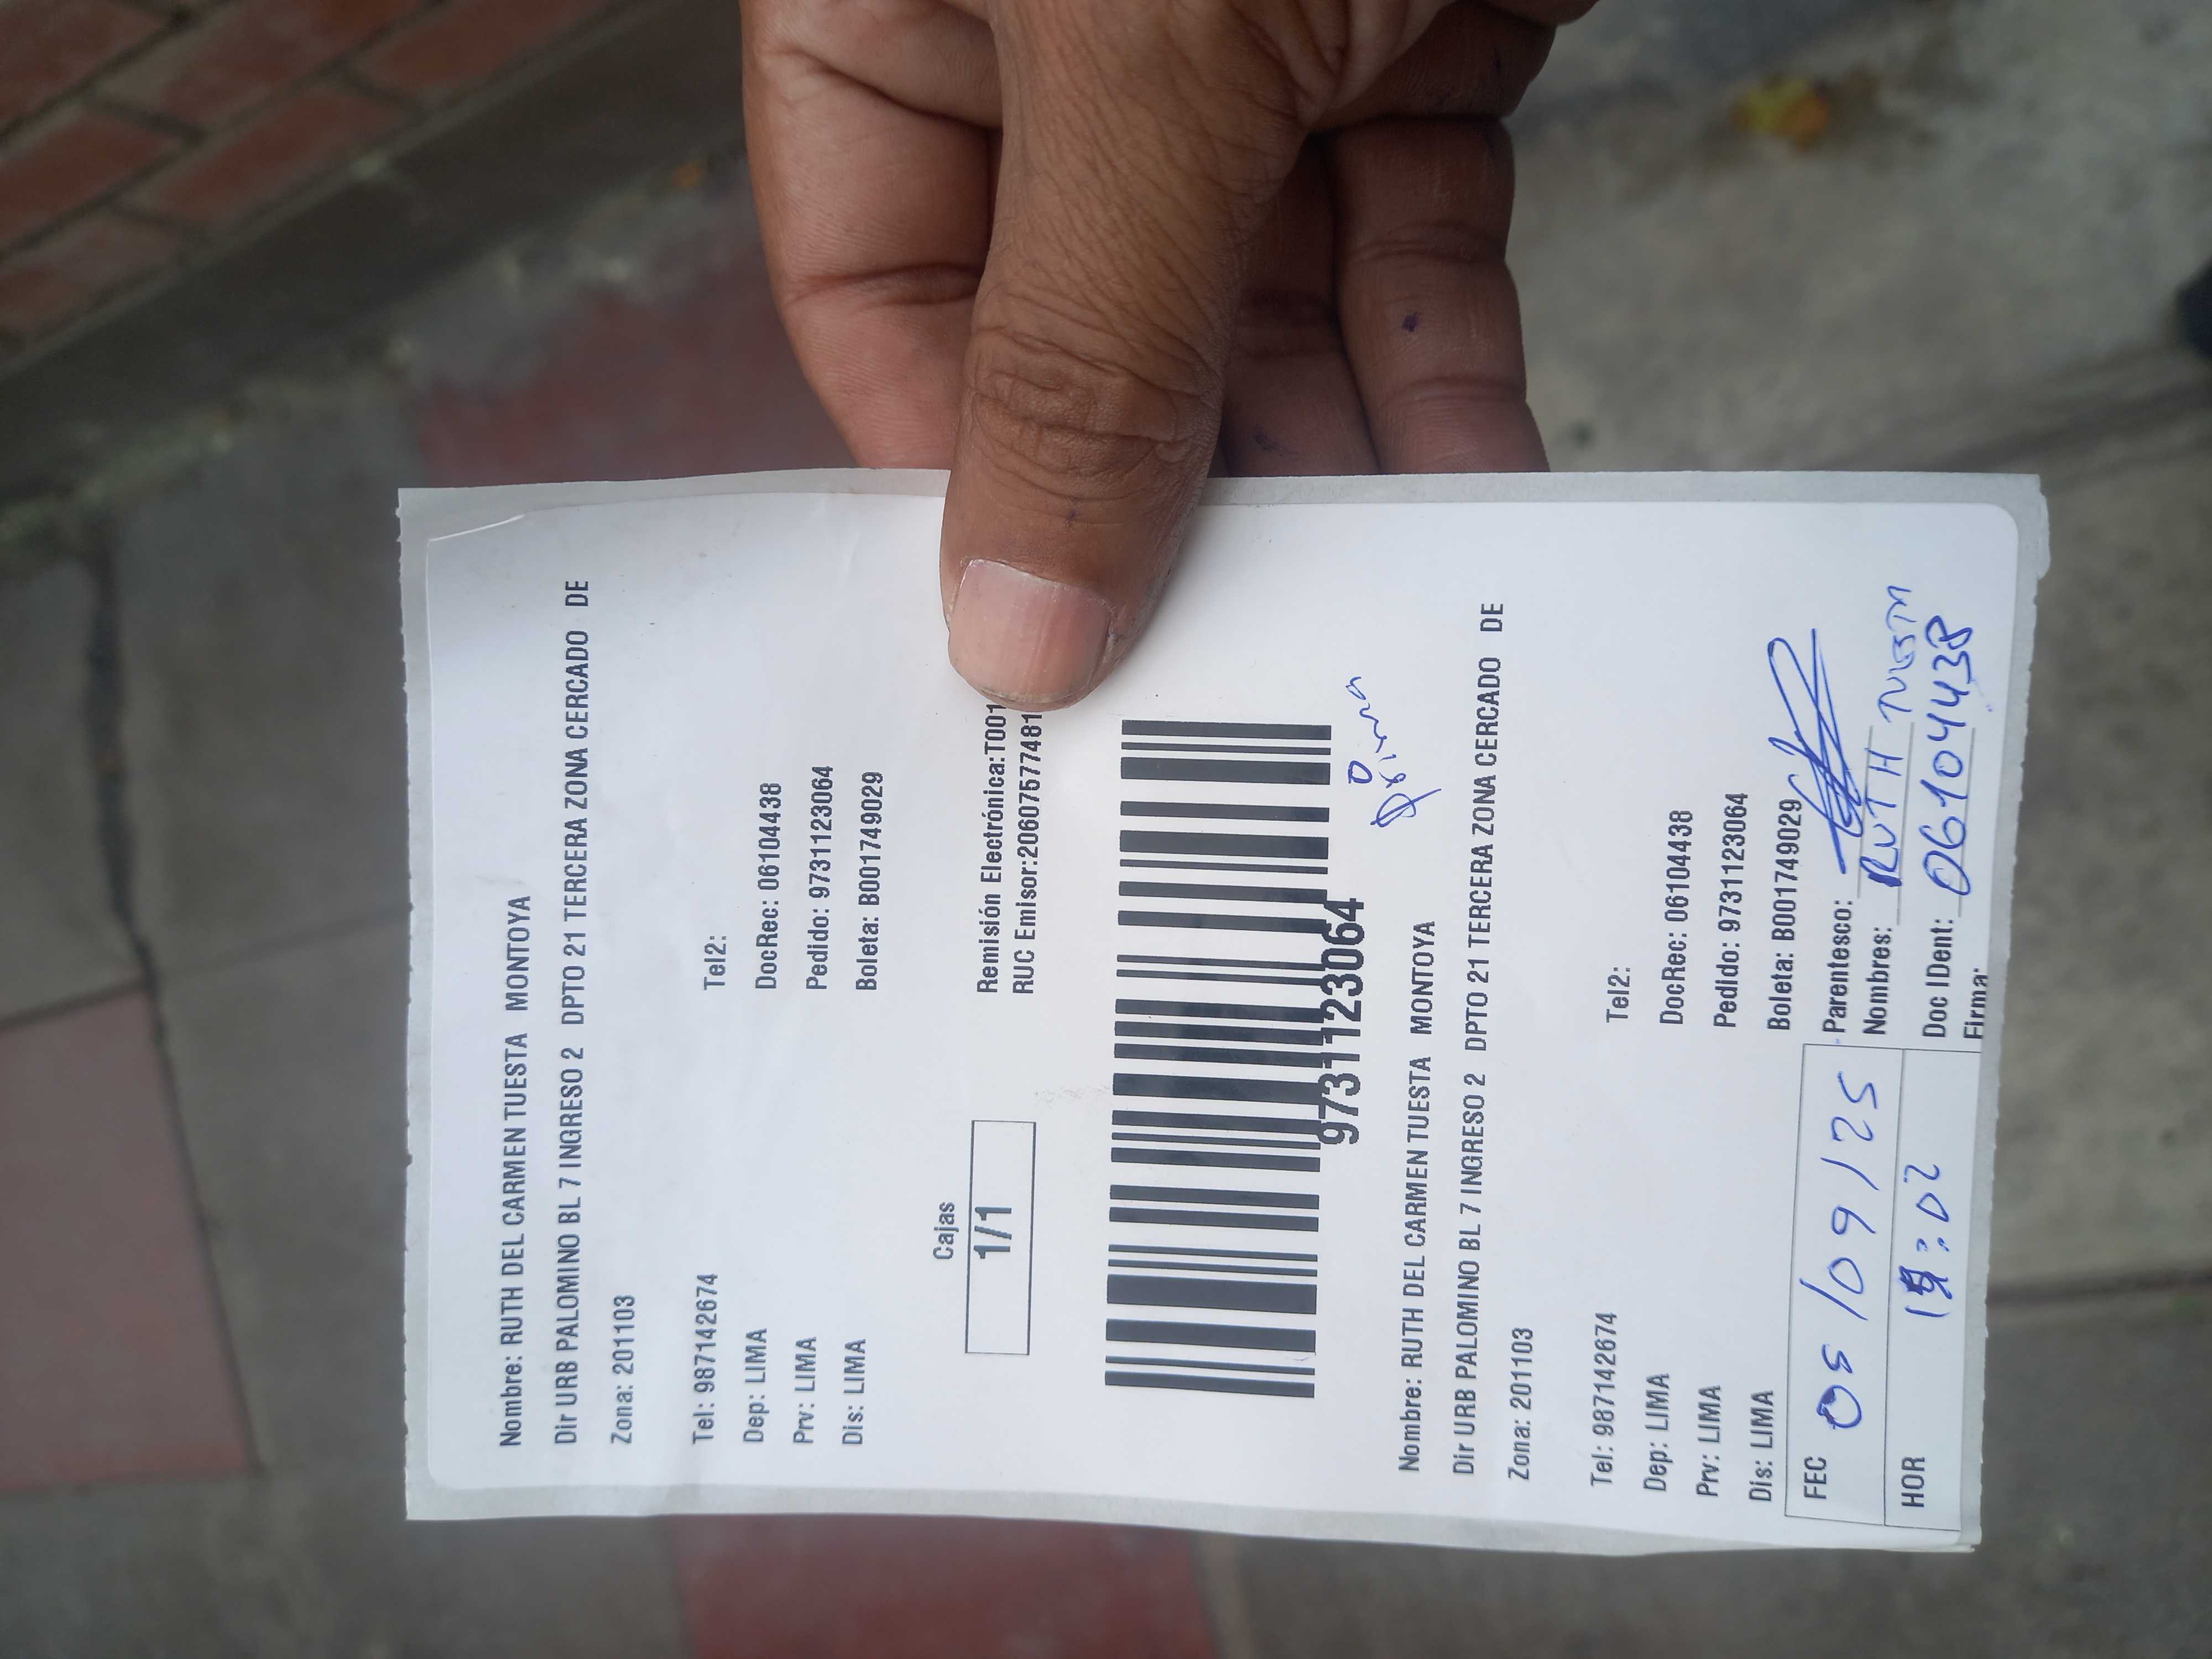 Nombre: RUTH DEL CARMEN TUESTA MONTOYA
Dir URB PALOMINO BL 7 INGRESO 2 DPTO 21 TERCERA ZONA CERCADO DE
Zona: 201103
Tel: 987142674 Tel2:
Dep: LIMA DocRec: 06104438
Prv: LIMA Pedido: 97311123064
Dis: LIMA Boleta: B001749029
Cajas
1/1
Remisión Electrónica:T001
RUC Emisor:20607577481
97311123064
Nombre: RUTH DEL CARMEN TUESTA MONTOYA
Dir URB PALOMINO BL 7 INGRESO 2 DPTO 21 TERCERA ZONA CERCADO DE
Zona: 201103
Tel: 987142674 Tel2:
Dep: LIMA DocRec: 06104438
Prv: LIMA Pedido: 97311123064
Dis: LIMA Boleta: B001749029
FEC 05/09/25 Parentesco:
Nombres: RUTH
HOR Doc IDent: 06104438
Firma: